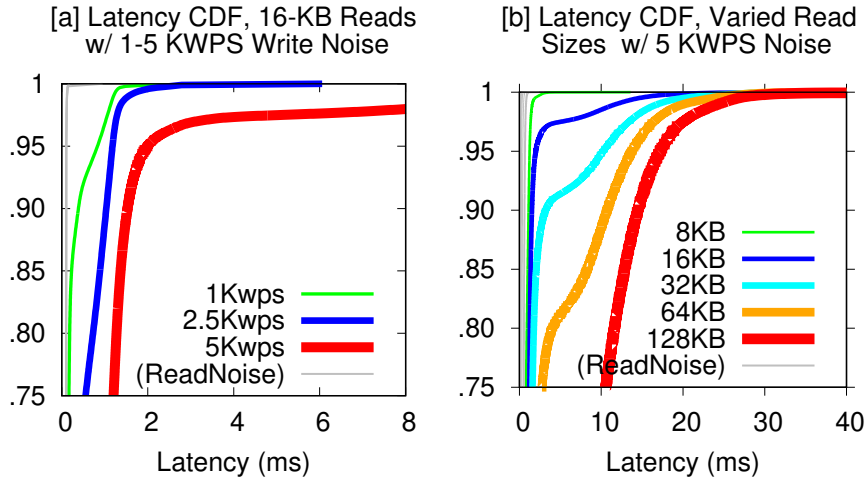 [a] Latency CDF, 16-KB Reads
w/ 1-5 KWPS Write Noise
1
.95
.90
.85
.80
.75
1Kwps
2.5Kwps
5Kwps
(ReadNoise)
0 2 4 6 8
Latency (ms)
[b] Latency CDF, Varied Read
Sizes w/ 5 KWPS Noise
1
.95
.90
.85
.80
.75
8KB
16KB
32KB
64KB
128KB
(ReadNoise)
0 10 20 30 40
Latency (ms)